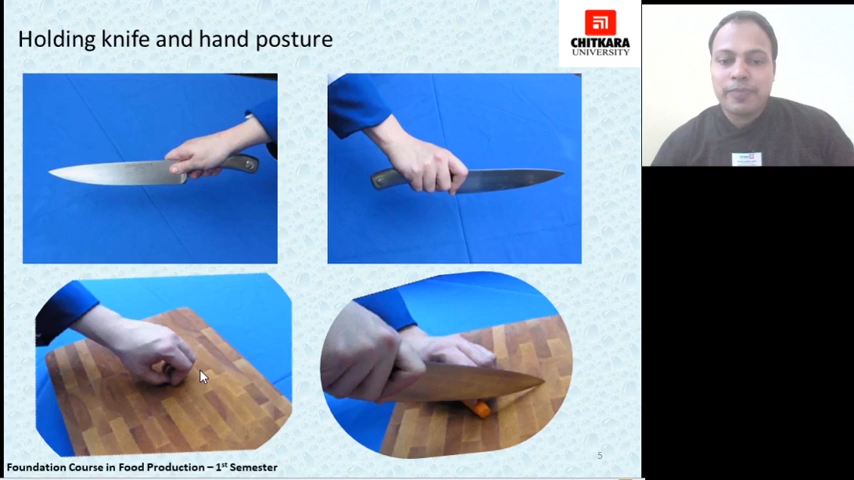 Holding knife and hand posture
CHITKARA
UNIVERSITY
5
Foundation Course in Food Production – 1st Semester